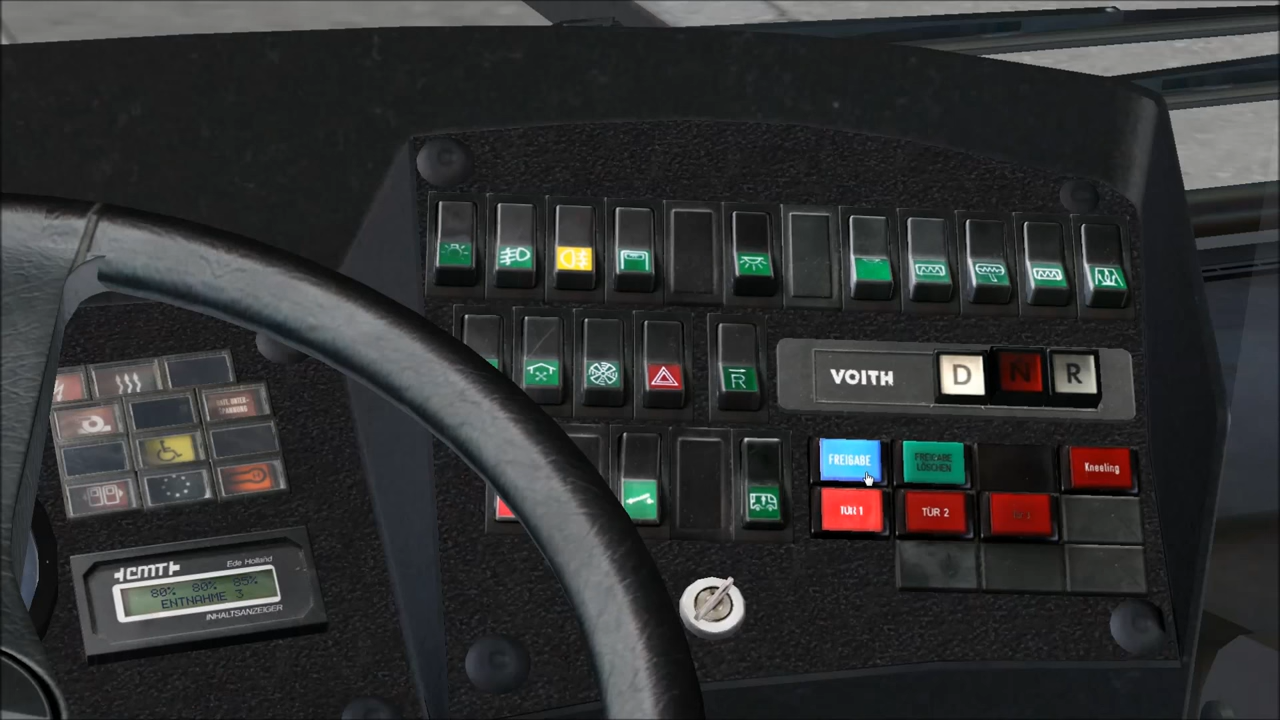 VOITH
D N R
FREIGABE
FREIGABE
LÖSCHEN
Kneeling
TÜR 1
TÜR 2
R
CMT
Ede Holland
80% 80% 85%
ENTNAHME 3
INHALTSANZEIGER